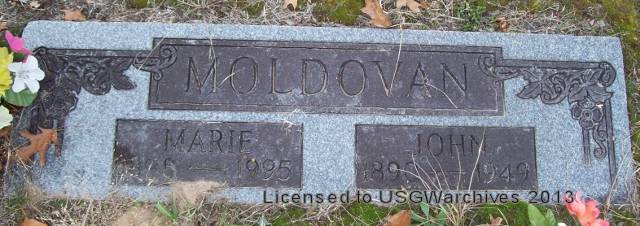 MOLDOVAN
MARIE
1995
JOHN
1949
Licensed to USGWarchives 2013